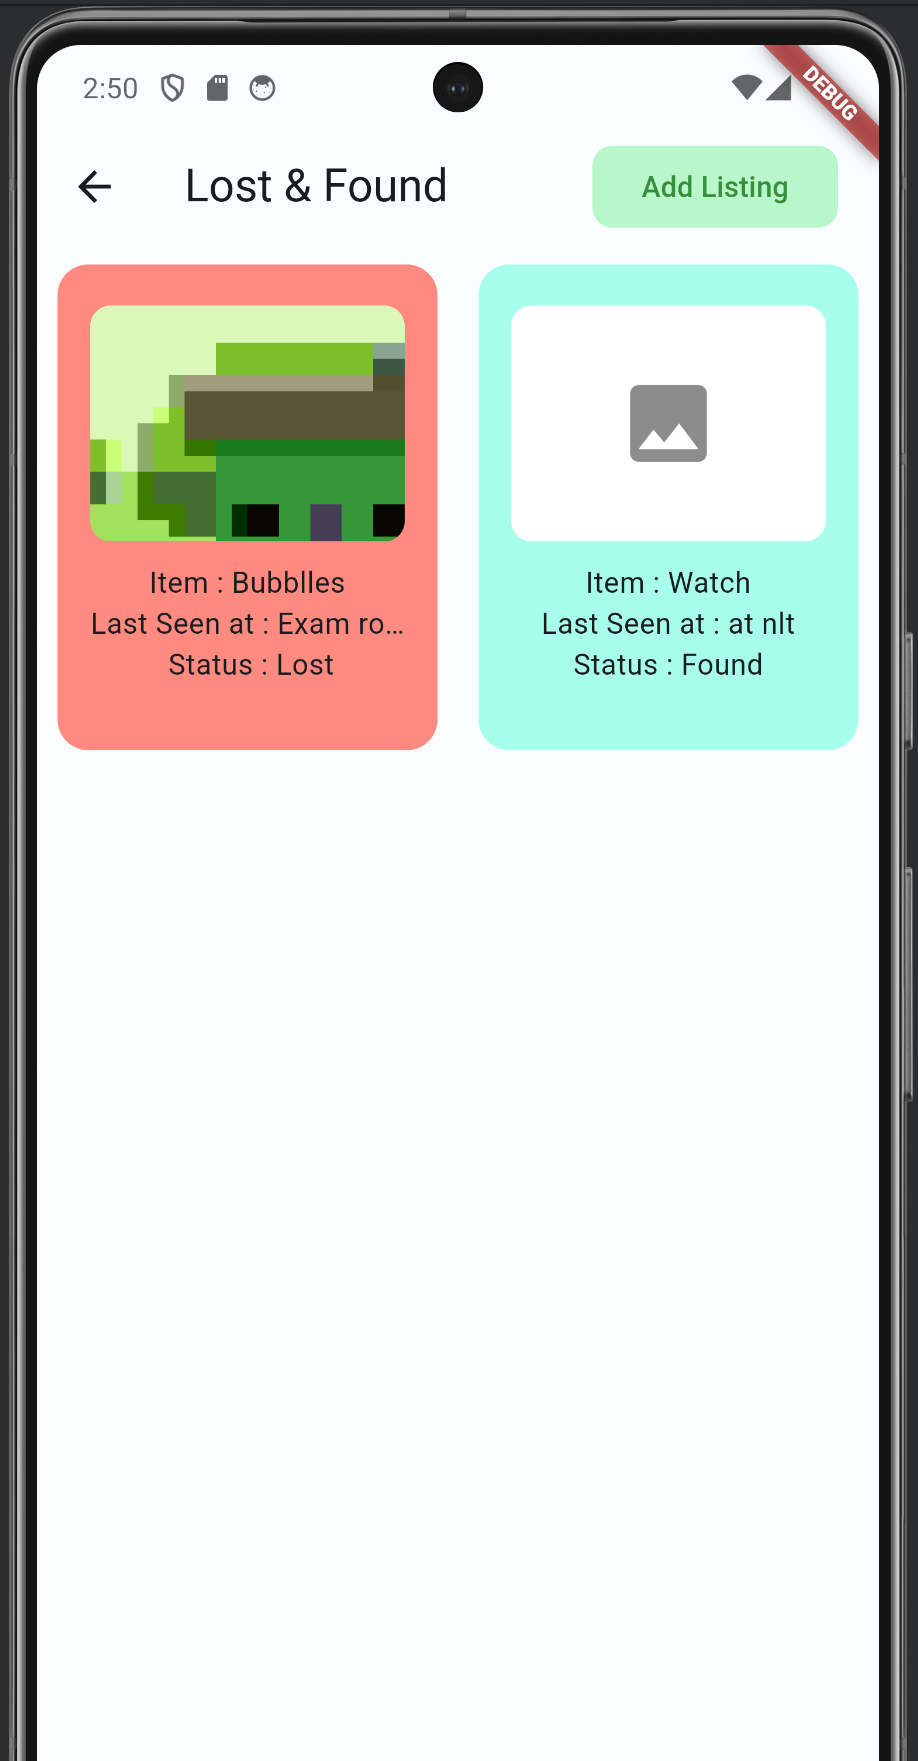 2:50
DEBUG
Lost & Found
Add Listing
Item : Bubblles
Last Seen at : Exam ro...
Status : Lost
Item : Watch
Last Seen at : at nlt
Status : Found